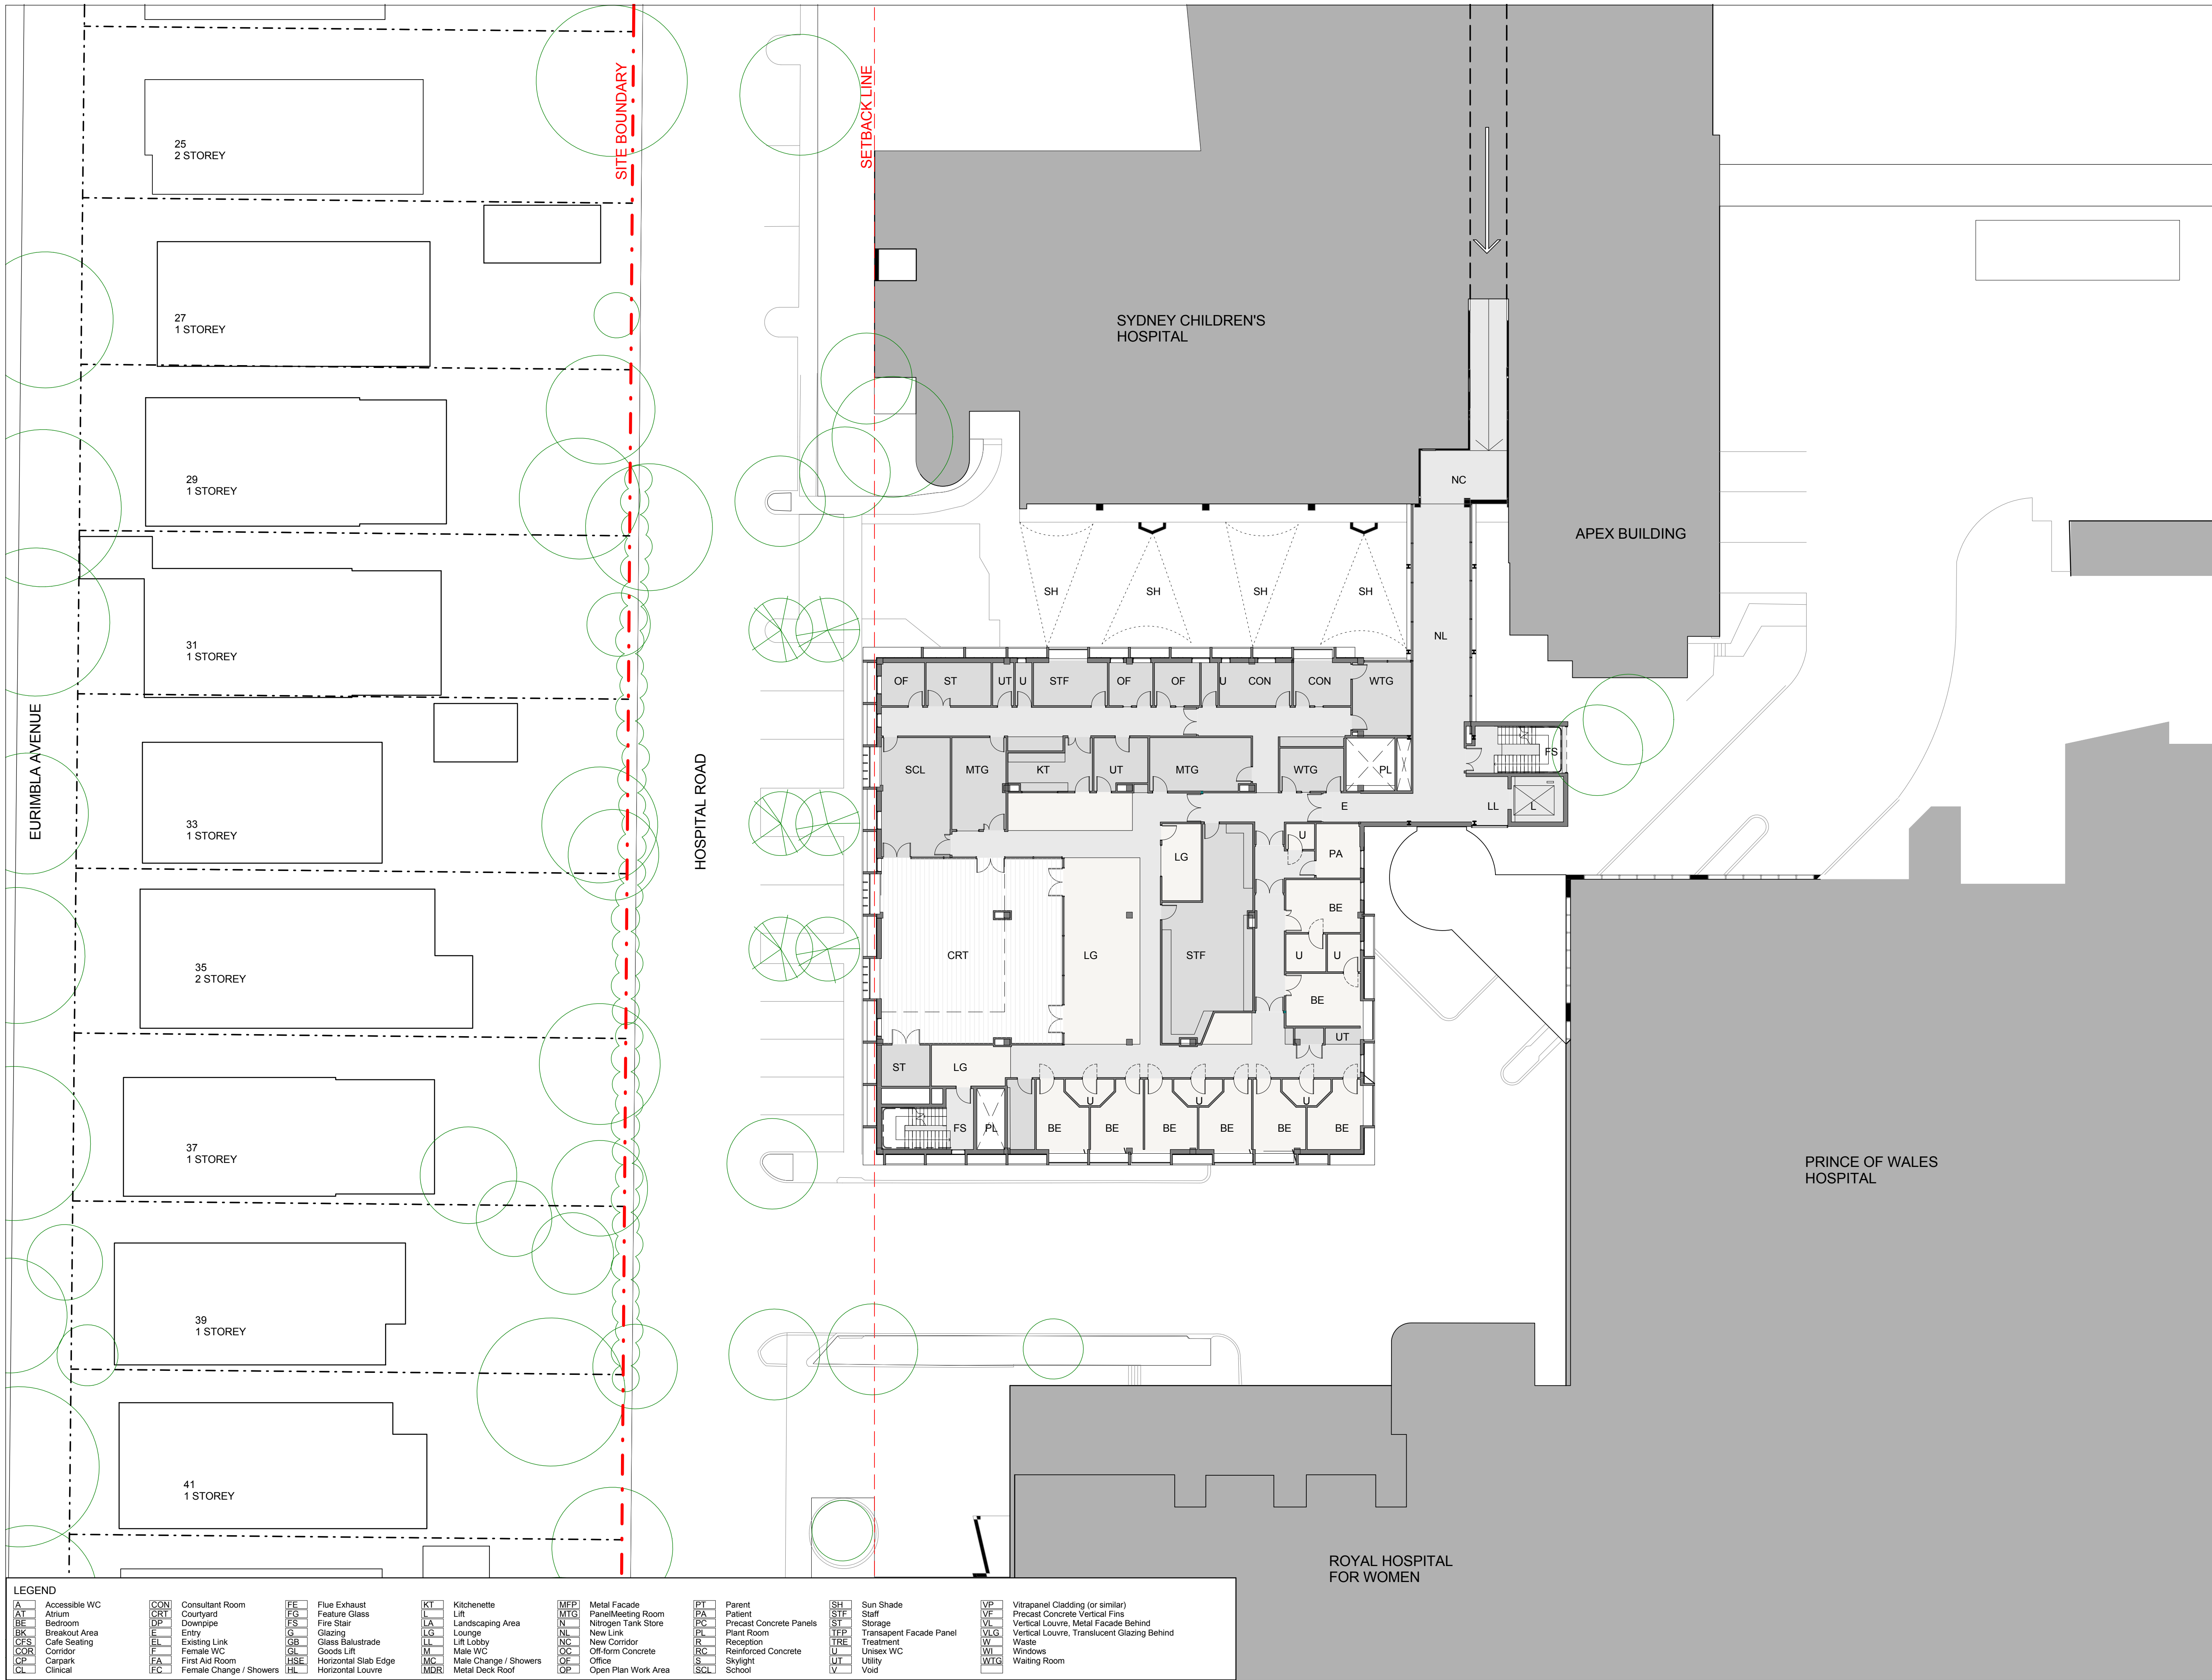 SITE BOUNDARY
SETBACK LINE
25
2 STOREY
27
1 STOREY
SYDNEY CHILDREN'S
HOSPITAL
29
1 STOREY
NC
APEX BUILDING
SH
SH
SH
SH
31
1 STOREY
NL
EURIMBLA AVENUE
HOSPITAL ROAD
OF
ST
UT
U
STF
OF
OF
U
CON
CON
WTG
FS
SCL
MTG
KT
UT
MTG
WTG
PL
E
LL
L
33
1 STOREY
U
LG
PA
BE
35
2 STOREY
CRT
LG
STF
U
U
BE
UT
ST
LG
U
U
U
FS
PL
BE
BE
BE
BE
BE
BE
37
1 STOREY
PRINCE OF WALES
HOSPITAL
39
1 STOREY
41
1 STOREY
ROYAL HOSPITAL
FOR WOMEN
LEGEND
A Accessible WC
AT Atrium
BE Bedroom
BK Breakout Area
CFS Cafe Seating
COR Corridor
CP Carpark
CL Clinical
CON Consultant Room
CRT Courtyard
DP Downpipe
E Entry
EL Existing Link
F Female WC
FA First Aid Room
FC Female Change / Showers
FE Flue Exhaust
FG Feature Glass
FS Fire Stair
G Glazing
GB Glass Balustrade
GL Goods Lift
HSE Horizontal Slab Edge
HL Horizontal Louvre
KT Kitchenette
L Lift
LA Landscaping Area
LG Lounge
LL Lift Lobby
M Male WC
MC Male Change / Showers
MDR Metal Deck Roof
MFP Metal Facade
MTG PanelMeeting Room
N Nitrogen Tank Store
NL New Link
NC New Corridor
OC Off-form Concrete
OF Office
OP Open Plan Work Area
PT Parent
PA Patient
PC Precast Concrete Panels
PL Plant Room
R Reception
RC Reinforced Concrete
S Skylight
SCL School
SH Sun Shade
STF Staff
ST Storage
TFP Transapent Facade Panel
TRE Treatment
U Unisex WC
UT Utility
V Void
VP Vitrapanel Cladding (or similar)
VF Precast Concrete Vertical Fins
VL Vertical Louvre, Metal Facade Behind
VLG Vertical Louvre, Translucent Glazing Behind
W Waste
WI Windows
WTG Waiting Room